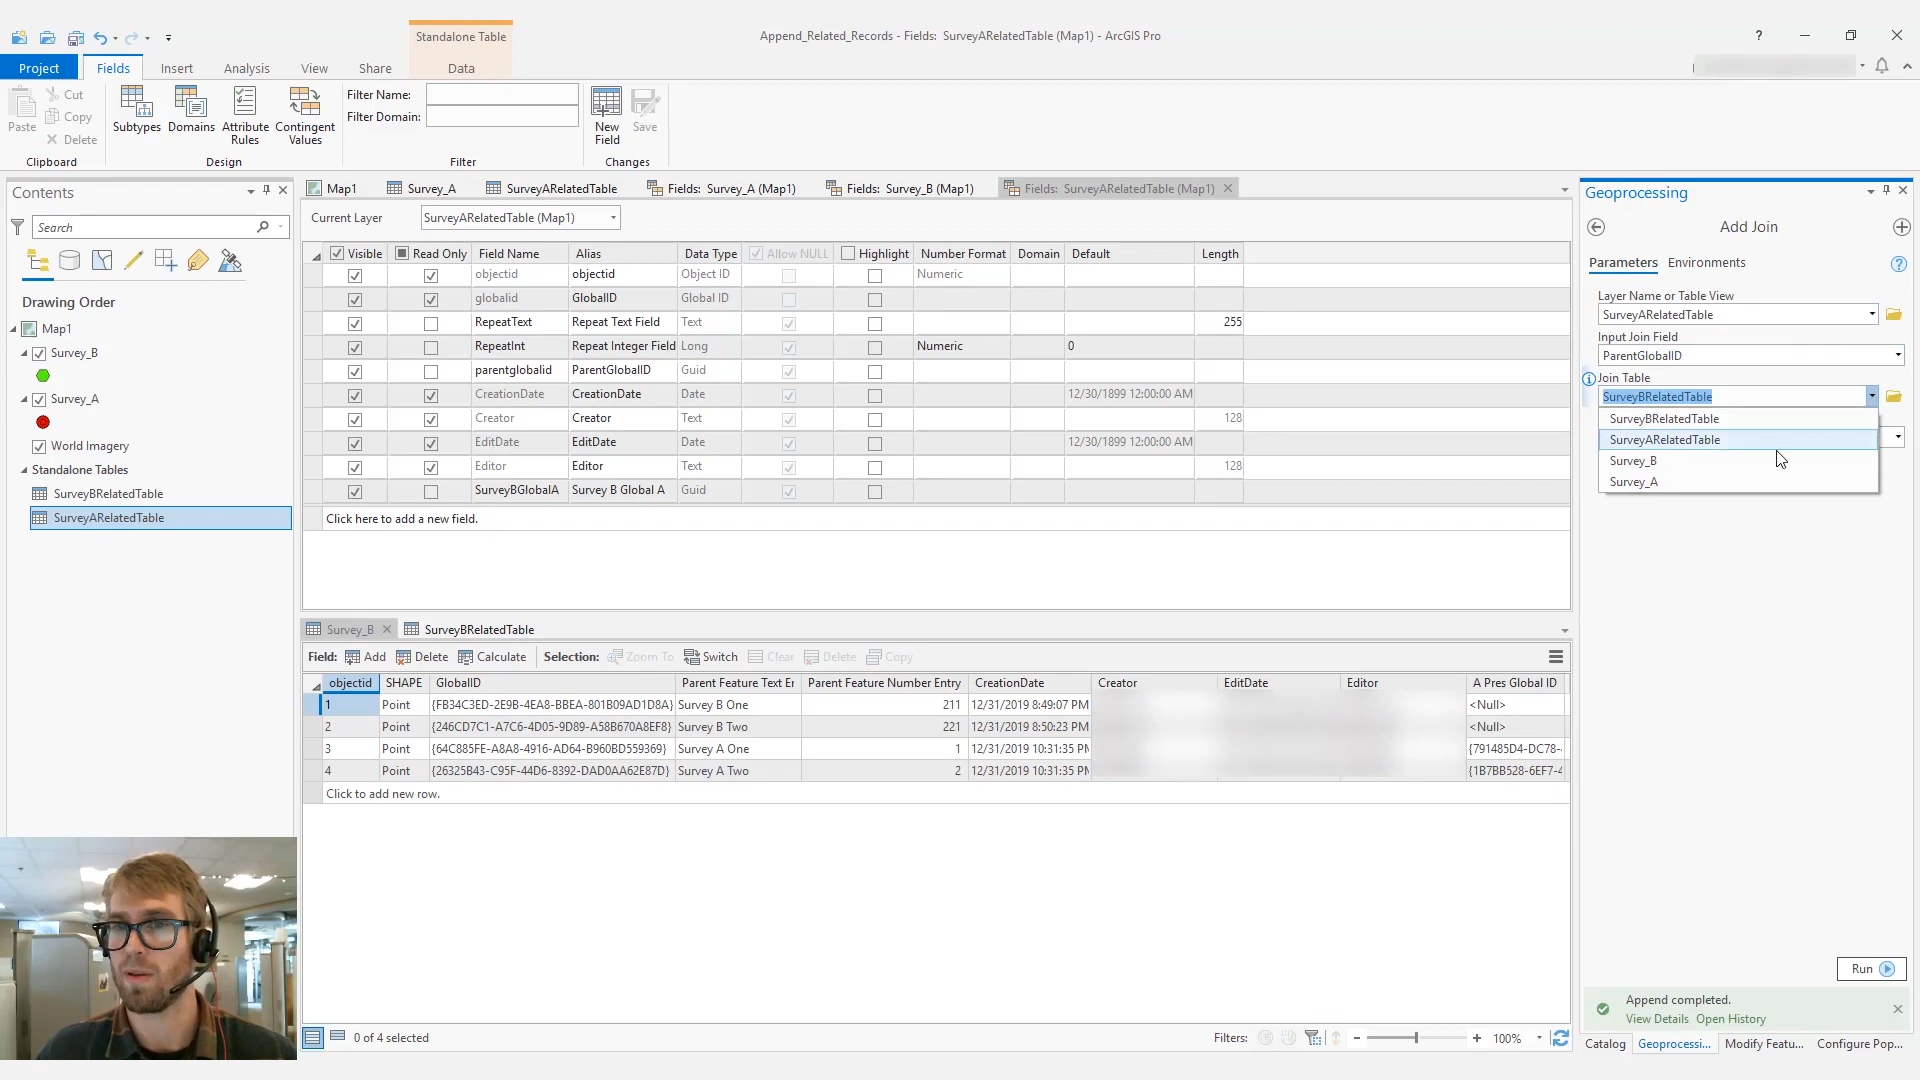 Standalone Table
Append_Related_Records - Fields:  SurveyARelatedTable (Map1) - ArcGIS Pro
?
Project Fields Insert Analysis View Share Data
Paste Cut Copy Delete
Clipboard
Subtypes Domains Attribute Rules Contingent Values
Design
Filter Name:
Filter Domain:
Filter
New Field Save
Changes
Contents
Search
Drawing Order
Map1
Survey_B
Survey_A
World Imagery
Standalone Tables
SurveyBRelatedTable
SurveyARelatedTable
Map1 Survey_A SurveyARelatedTable Fields:  Survey_A (Map1) Fields:  Survey_B (Map1) Fields:  SurveyARelatedTable (Map1)
Current Layer SurveyARelatedTable (Map1)
Visible Read Only Field Name Alias Data Type Allow NULL Highlight Number Format Domain Default Length
objectid objectid Object ID Numeric
globalid GlobalID Global ID
RepeatText Repeat Text Field Text 255
RepeatInt Repeat Integer Field Long Numeric 0
parentglobalid ParentGlobalID Guid
CreationDate CreationDate Date 12/30/1899 12:00:00 AM
Creator Creator Text 128
EditDate EditDate Date 12/30/1899 12:00:00 AM
Editor Editor Text 128
SurveyBGlobalA Survey B Global A Guid
Click here to add a new field.
Survey_B SurveyBRelatedTable
Field: Add Delete Calculate Selection: Zoom To Switch Clear Delete Copy
objectid SHAPE GlobalID Parent Feature Text Er Parent Feature Number Entry CreationDate Creator EditDate Editor A Pres Global ID
1 Point {FB34C3ED-2E9B-4EA8-BBEA-801B09AD1D8A} Survey B One 211 12/31/2019 8:49:07 PM <Null>
2 Point {246CD7C1-A7C6-4D05-9D89-A58B670A8EF8} Survey B Two 221 12/31/2019 8:50:23 PM <Null>
3 Point {64C885FE-A8A8-4916-AD64-B960BD559369} Survey A One 1 12/31/2019 10:31:35 PM {791485D4-DC78-
4 Point {26325B43-C95F-44D6-8392-DAD0AA62E87D} Survey A Two 2 12/31/2019 10:31:35 PM {1B7BB528-6EF7-4
Click to add new row.
0 of 4 selected
Filters: 100%
Geoprocessing
Add Join
Parameters Environments
Layer Name or Table View
SurveyARelatedTable
Input Join Field
ParentGlobalID
Join Table
SurveyBRelatedTable
SurveyBRelatedTable
SurveyARelatedTable
Survey_B
Survey_A
Run
Append completed.
View Details Open History
Catalog Geoprocessi... Modify Featu... Configure Pop...